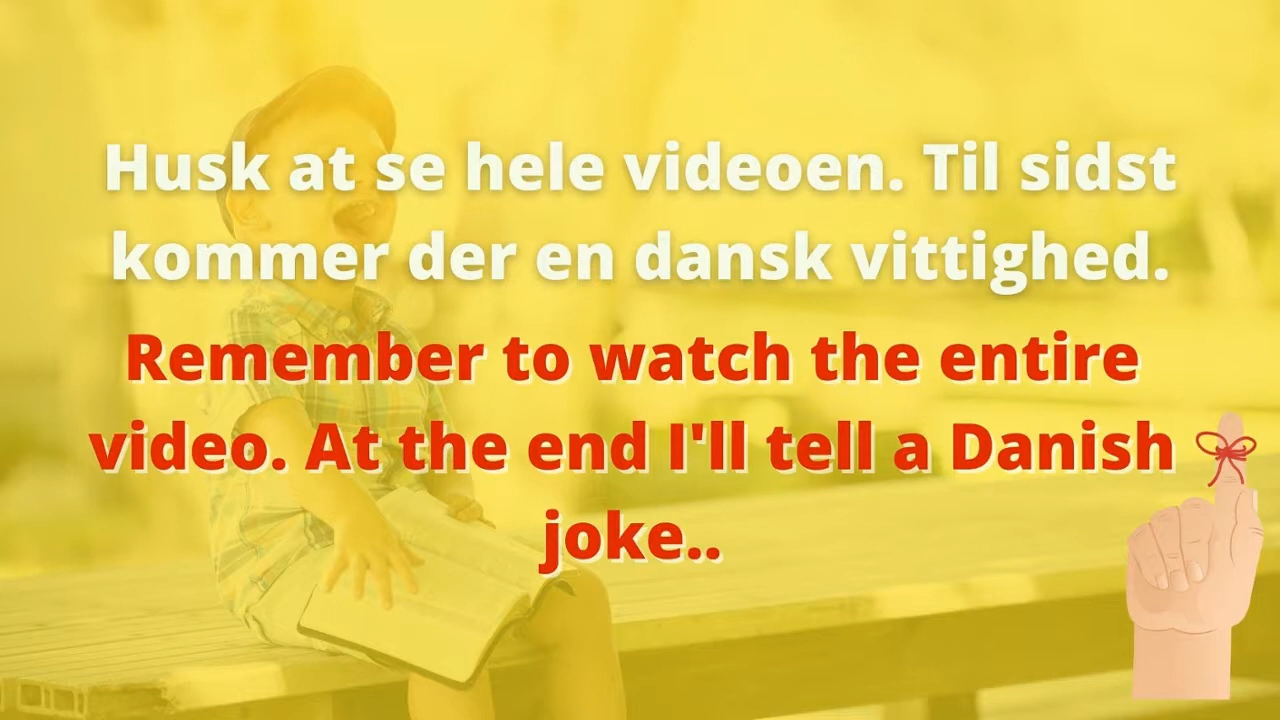 Husk at se hele videoen. Til sidst
kommer der en dansk vittighed.
Remember to watch the entire
video. At the end I'll tell a Danish
joke..